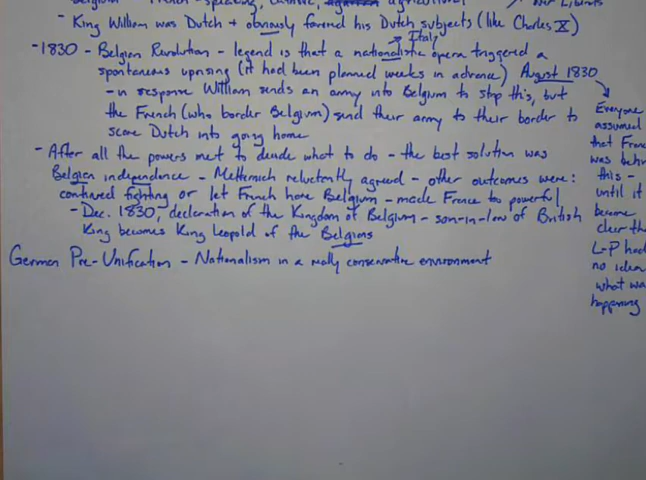 - King William was Dutch + obviously favored his Dutch subjects (like Charles X)
Italy?
- 1830 - Belgian Revolution - legend is that a nationalistic opera triggered a
spontaneous uprising (it had been planned weeks in advance) August 1830
- in response William sends an army into Belgium to stop this, but
the French (who border Belgium) send their army to their border to
scare Dutch into going home
Everyone
assumed
that France
was behind
this -
until it
became
clear that
L-P had
no idea
what was
happening
- After all the powers met to decide what to do - the best solution was
Belgian independence - Metternich reluctantly agreed - other outcomes were:
continued fighting or let French have Belgium - made France too powerful
- Dec. 1830, declaration of the Kingdom of Belgium - son-in-law of British
King becomes King Leopold of the Belgians
German Pre-Unification - Nationalism in a really conservative environment